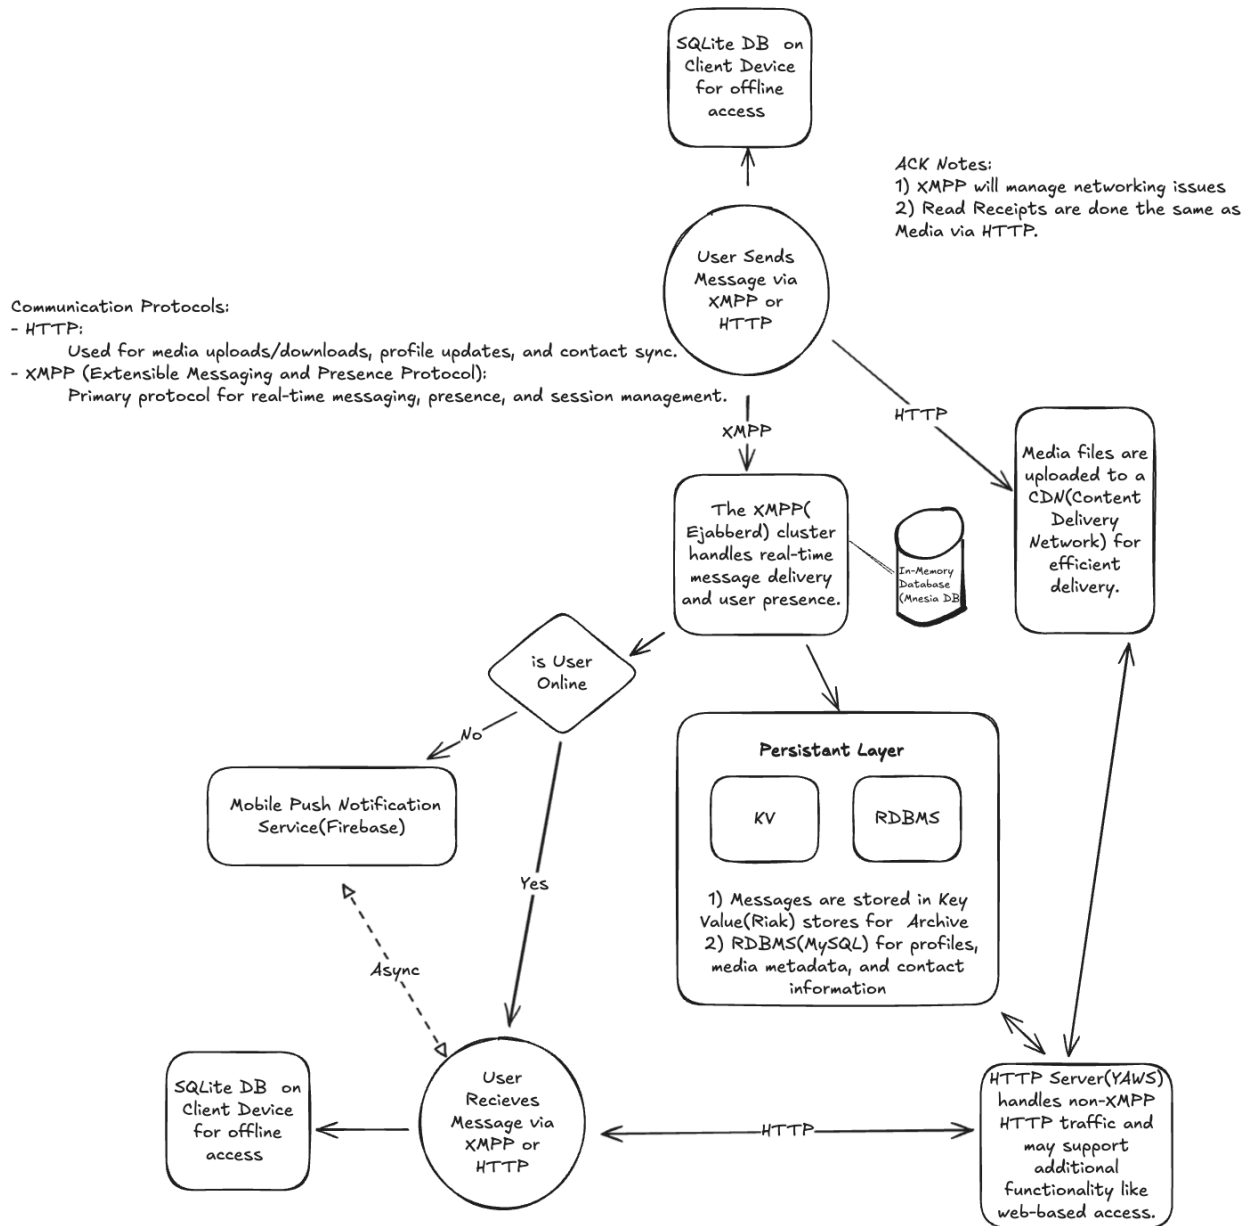 SQLite DB on
Client Device
for offline
access
ACK Notes:
1) XMPP will manage networking issues
2) Read Receipts are done the same as
Media via HTTP.
User Sends
Message via
XMPP or
HTTP
Communication Protocols:
- HTTP:
Used for media uploads/downloads, profile updates, and contact sync.
- XMPP (Extensible Messaging and Presence Protocol):
Primary protocol for real-time messaging, presence, and session management.
XMPP
HTTP
Media files are
uploaded to a
CDN(Content
Delivery
Network) for
efficient
delivery.
The XMPP(
Ejabberd) cluster
handles real-time
message delivery
and user presence.
In-Memory
Database
(Mnesia DB
is User
Online
No
Yes
Mobile Push Notification
Service(Firebase)
Async
Persistant Layer
KV
RDBMS
1) Messages are stored in Key
Value(Riak) stores for Archive
2) RDBMS(MySQL) for profiles,
media metadata, and contact
information
SQLite DB on
Client Device
for offline
access
User
Recieves
Message via
XMPP or
HTTP
HTTP
HTTP Server(YAWS)
handles non-XMPP
HTTP traffic and
may support
additional
functionality like
web-based access.